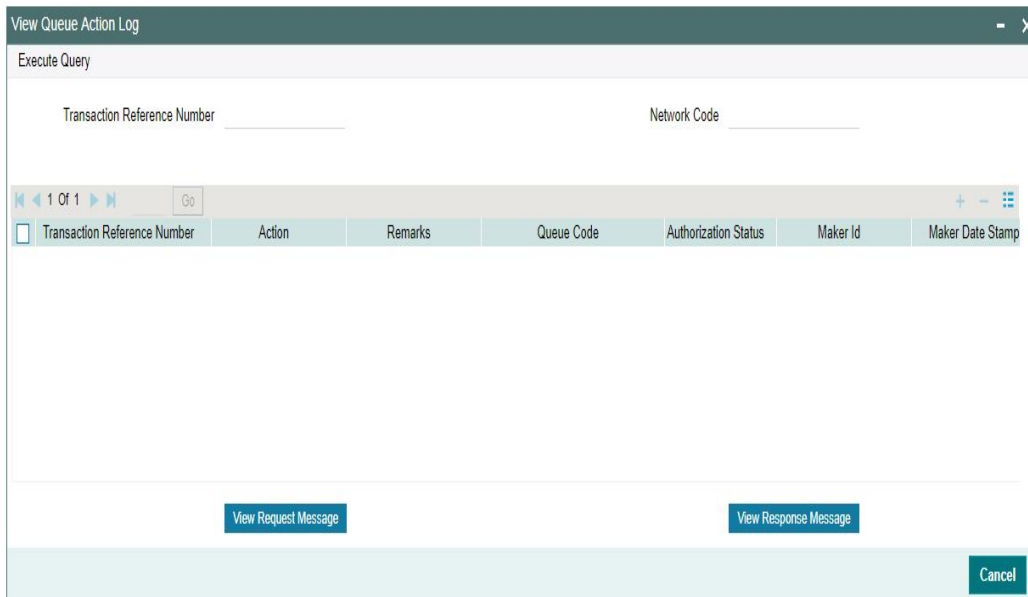 View Queue Action Log
Execute Query
Transaction Reference Number
Network Code
1 Of 1
Go
Transaction Reference Number Action Remarks Queue Code Authorization Status Maker Id Maker Date Stamp
View Request Message
View Response Message
Cancel